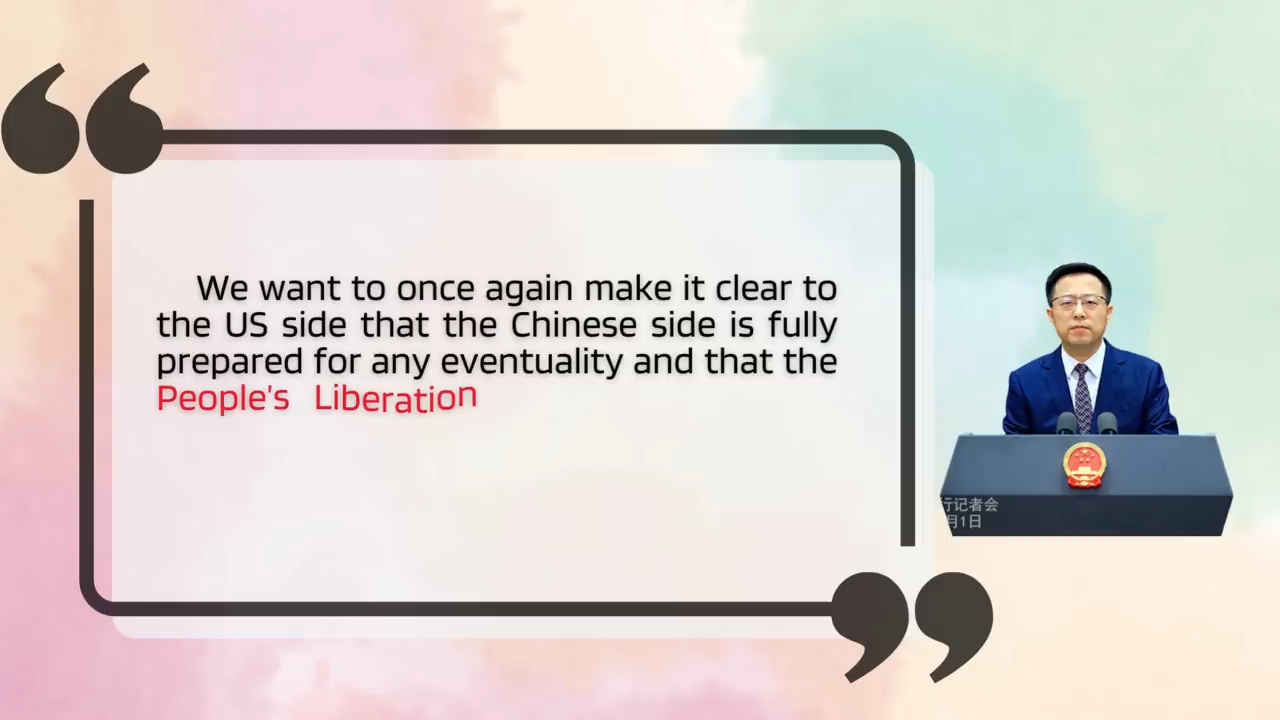 We want to once again make it clear to
the US side that the Chinese side is fully
prepared for any eventuality and that the
People's Liberation
行记者会
月1日